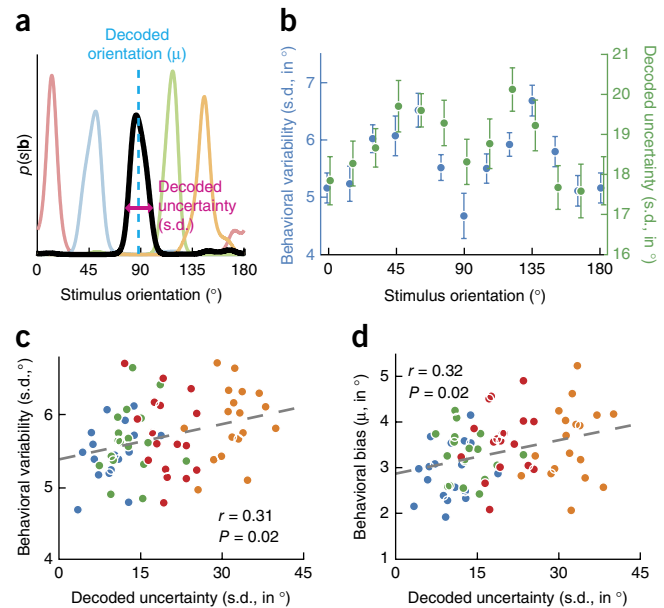 a
Decoded
orientation (μ)
p(s|b)
Decoded
uncertainty
(s.d.)
0 45 90 135 180
Stimulus orientation (°)
b
Behavioral variability (s.d., in °)
7
6
5
4
Decoded uncertainty (s.d., in °)
21
20
19
18
17
16
0 45 90 135 180
Stimulus orientation (°)
c
Behavioral variability (s.d.,°)
6
5
4
r = 0.31
P = 0.02
0 15 30 45
Decoded uncertainty (s.d., in °)
d
Behavioral bias (μ, in °)
5
4
3
2
1
r = 0.32
P = 0.02
0 15 30 45
Decoded uncertainty (s.d., in °)